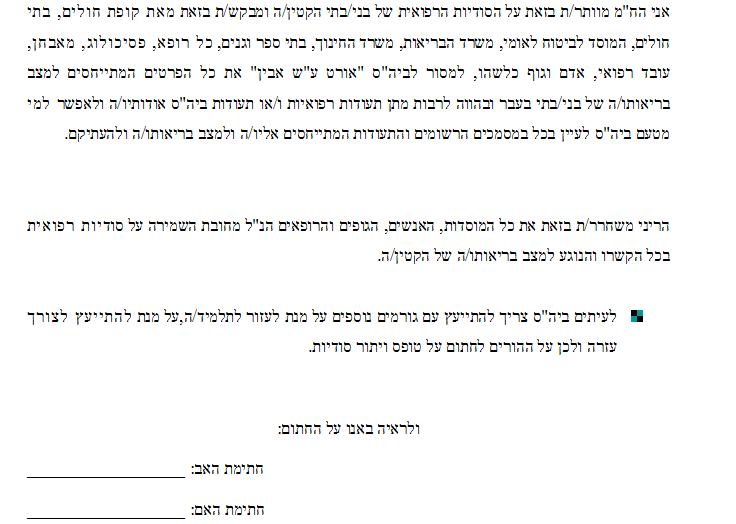 אני הח"מ מוותר/ת בזאת על הסודיות הרפואית של בני/בתי הקטין/ה ומבקש/ת בזאת מאת קופת חולים, בתי
חולים, המוסד לביטוח לאומי, משרד הבריאות, משרד החינוך, בתי ספר וגנים, כל רופא, פסיכולוג, מאבחן,
עובד רפואי, אדם וגוף כלשהו, למסור לביה"ס "אורט ע"ש אבין" את כל הפרטים המתייחסים למצב
בריאותו/ה של בני/בתי בעבר ובהווה לרבות מתן תעודות רפואיות ו/או תעודות ביה"ס אודותיו/ה ולאפשר למי
מטעם ביה"ס לעיין בכל במסמכים הרשומים והתעודות המתייחסים אליו/ה ולמצב בריאותו/ה ולהעתיקם.
הריני משחרר/ת בזאת את כל המוסדות, האנשים, הגופים והרופאים הנ"ל מחובת השמירה על סודיות רפואית
בכל הקשרו והנוגע למצב בריאותו/ה של הקטין/ה.
לעיתים ביה"ס צריך להתייעץ עם גורמים נוספים על מנת לעזור לתלמיד/ה,על מנת להתייעץ לצורך
עזרה ולכן על ההורים לחתום על טופס ויתור סודיות.
ולראיה באנו על החתום:
חתימת האב: ____________________
חתימת האם: ____________________